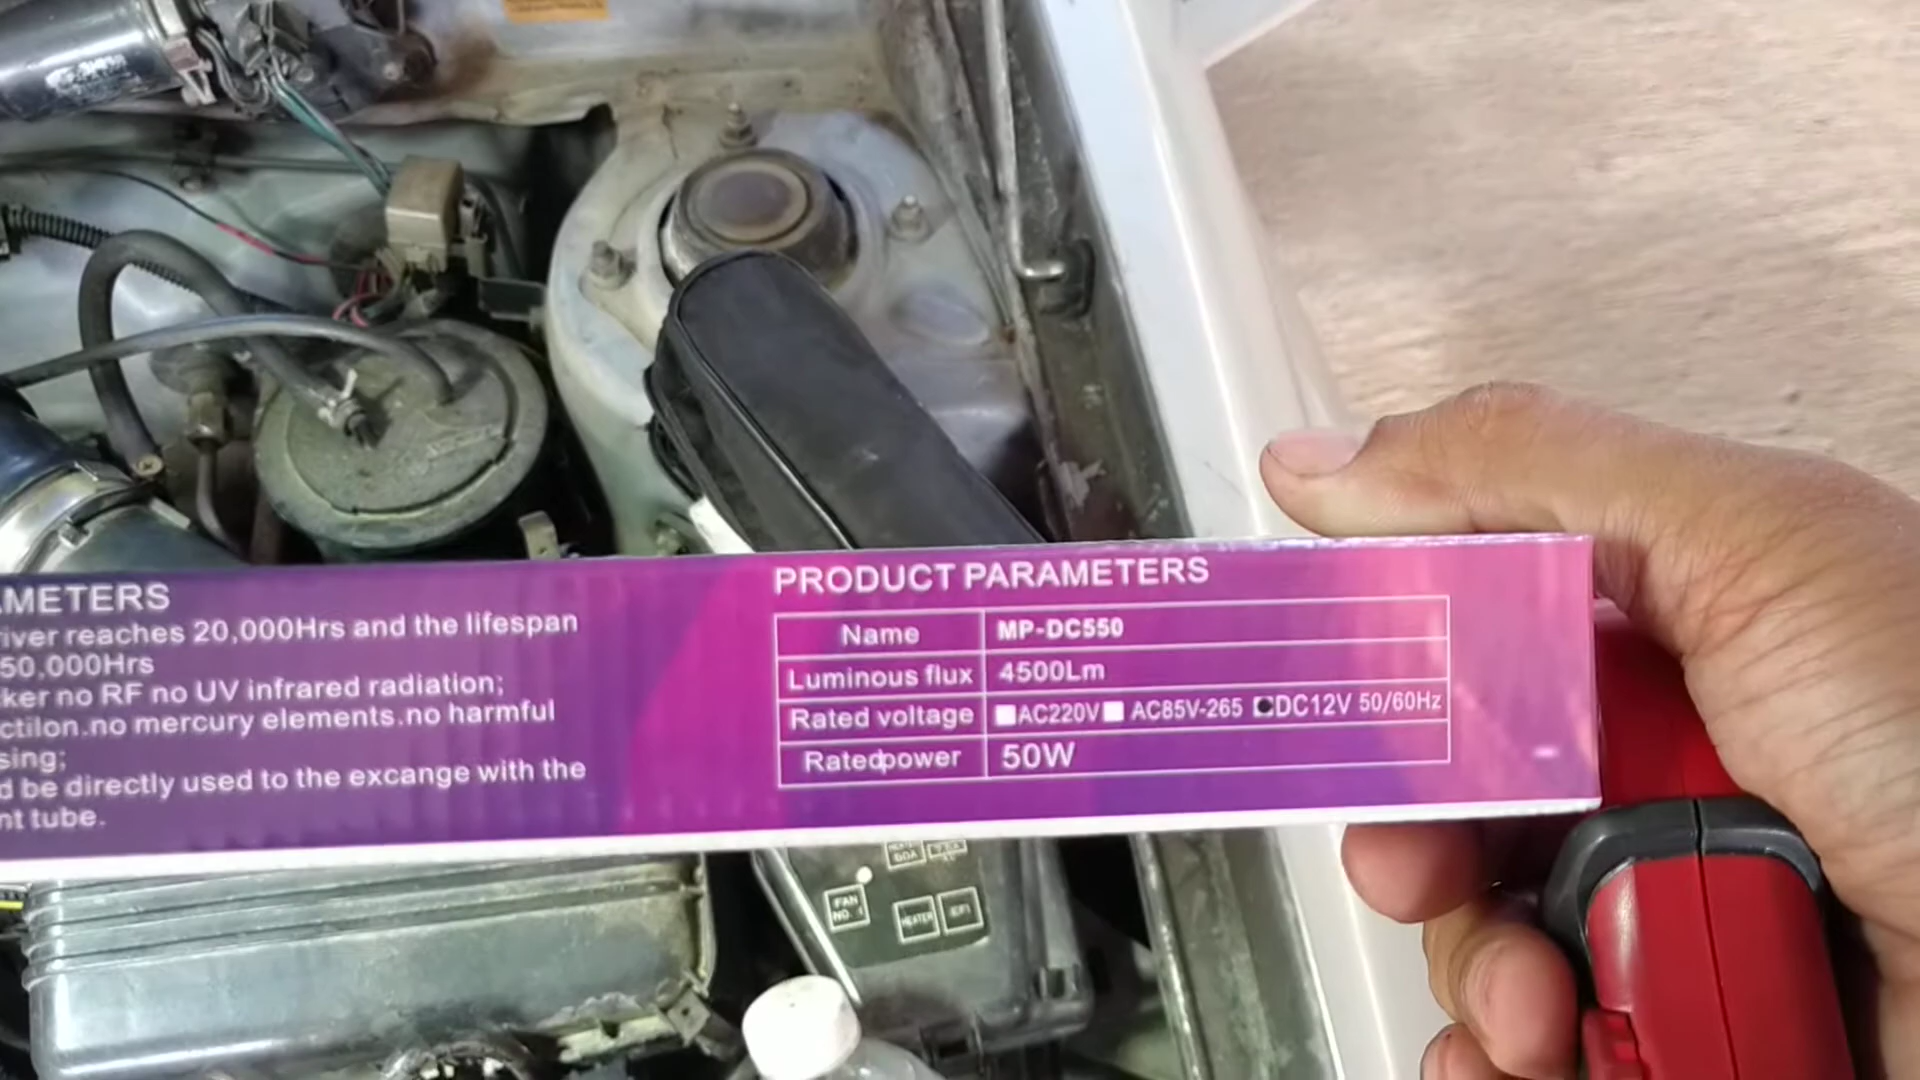 AMETERS
river reaches 20,000Hrs and the lifespan
50,000Hrs
cker no RF no UV infrared radiation;
ctilon.no mercury elements.no harmful
sing;
d be directly used to the excange with the
nt tube.
PRODUCT PARAMETERS
Name MP-DC550
Luminous flux 4500Lm
Rated voltage AC220V AC85V-265 DC12V 50/60Hz
Ratedpower 50W
FAN
NO. 1
HEATER
EFI